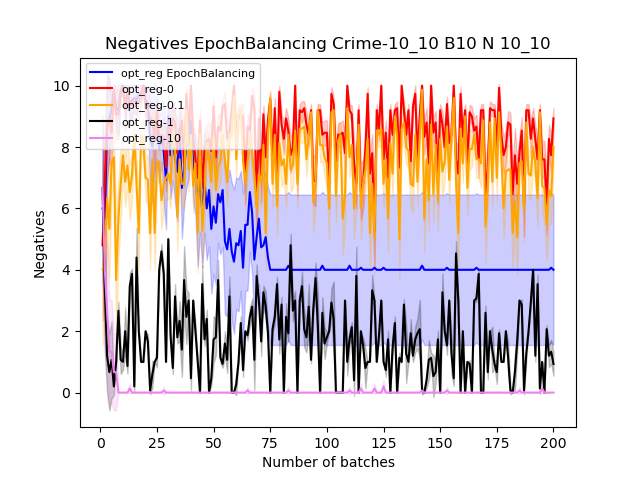 Negatives EpochBalancing Crime-10_10 B10 N 10_10
opt_reg EpochBalancing
opt_reg-0
opt_reg-0.1
opt_reg-1
opt_reg-10
Negatives
10
8
6
4
2
0
0 25 50 75 100 125 150 175 200
Number of batches